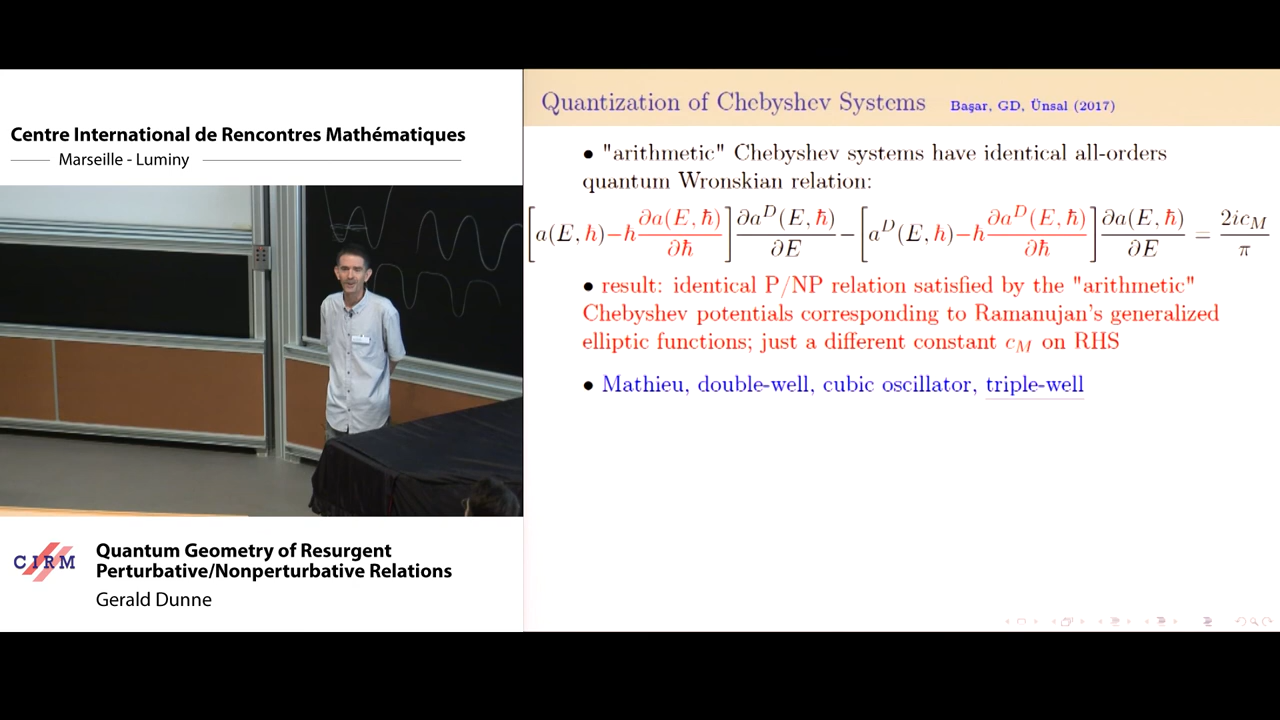 Centre International de Rencontres Mathématiques
Marseille - Luminy
CIRM
Quantum Geometry of Resurgent
Perturbative/Nonperturbative Relations
Gerald Dunne
Quantization of Chebyshev Systems Başar, GD, Ünsal (2017)
• "arithmetic" Chebyshev systems have identical all-orders
quantum Wronskian relation:
[a(E, ħ)−ħ ∂a(E, ħ)/∂ħ] ∂a^D(E, ħ)/∂E − [a^D(E, ħ)−ħ ∂a^D(E, ħ)/∂ħ] ∂a(E, ħ)/∂E = 2ic_M/π
• result: identical P/NP relation satisfied by the "arithmetic"
Chebyshev potentials corresponding to Ramanujan's generalized
elliptic functions; just a different constant c_M on RHS
• Mathieu, double-well, cubic oscillator, triple-well